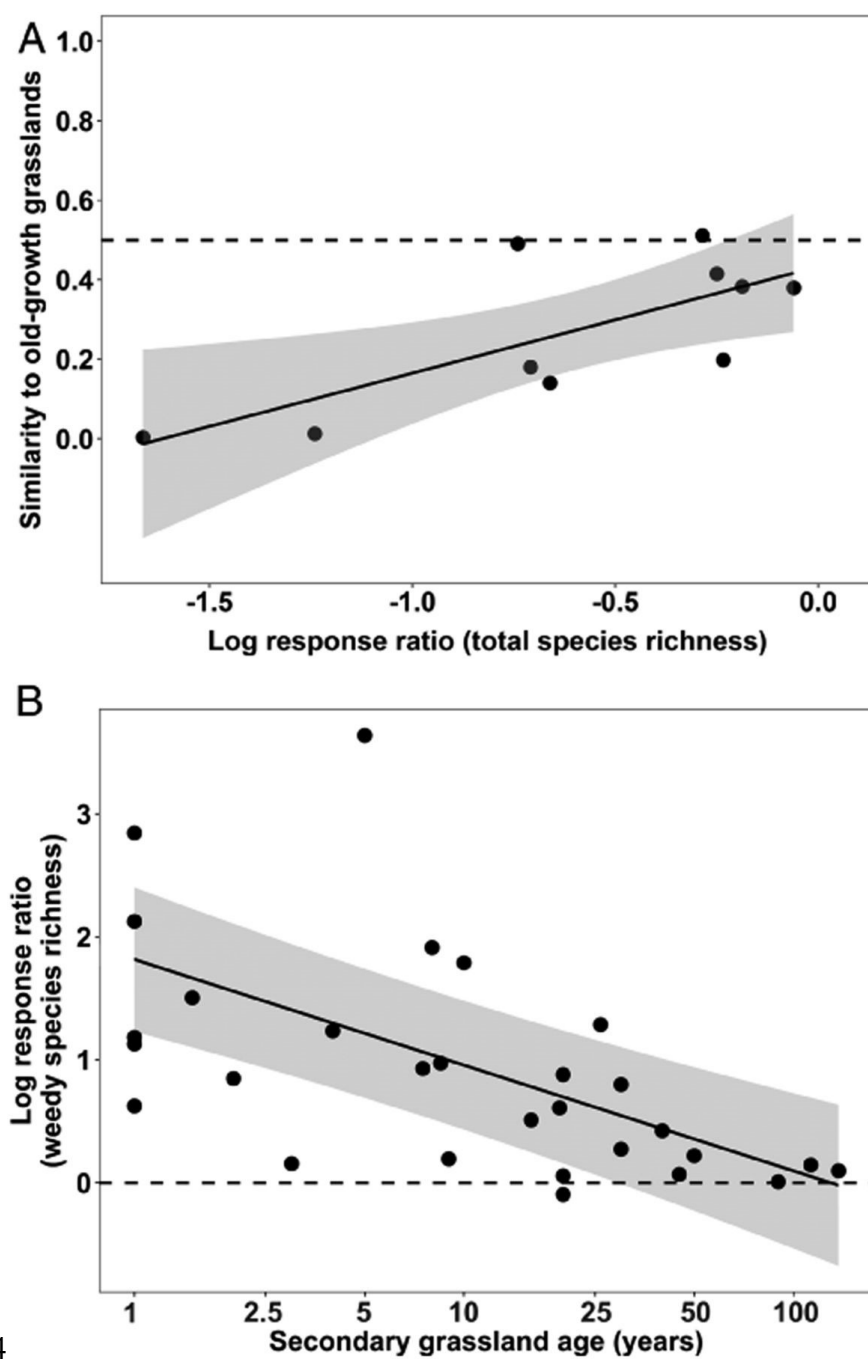 A
Similarity to old-growth grasslands
1.0
0.8
0.6
0.4
0.2
0.0
-1.5 -1.0 -0.5 0.0
Log response ratio (total species richness)
B
Log response ratio
(weedy species richness)
3
2
1
0
1 2.5 5 10 25 50 100
Secondary grassland age (years)